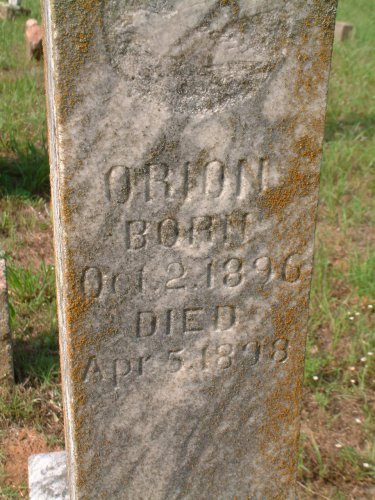 ORION
BORN
Oct. 2. 1896
DIED
Apr 5. 1898